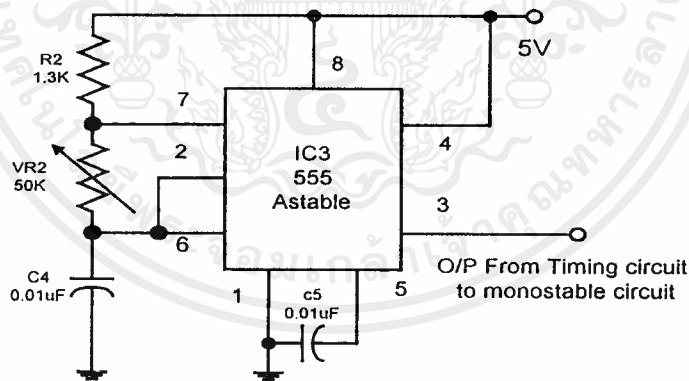 5V
R2
1.3K
8
7
4
2
VR2
50K
IC3
555
Astable
3
6
O/P From Timing circuit
to monostable circuit
C4
0.01uF
1
c5
0.01uF
5